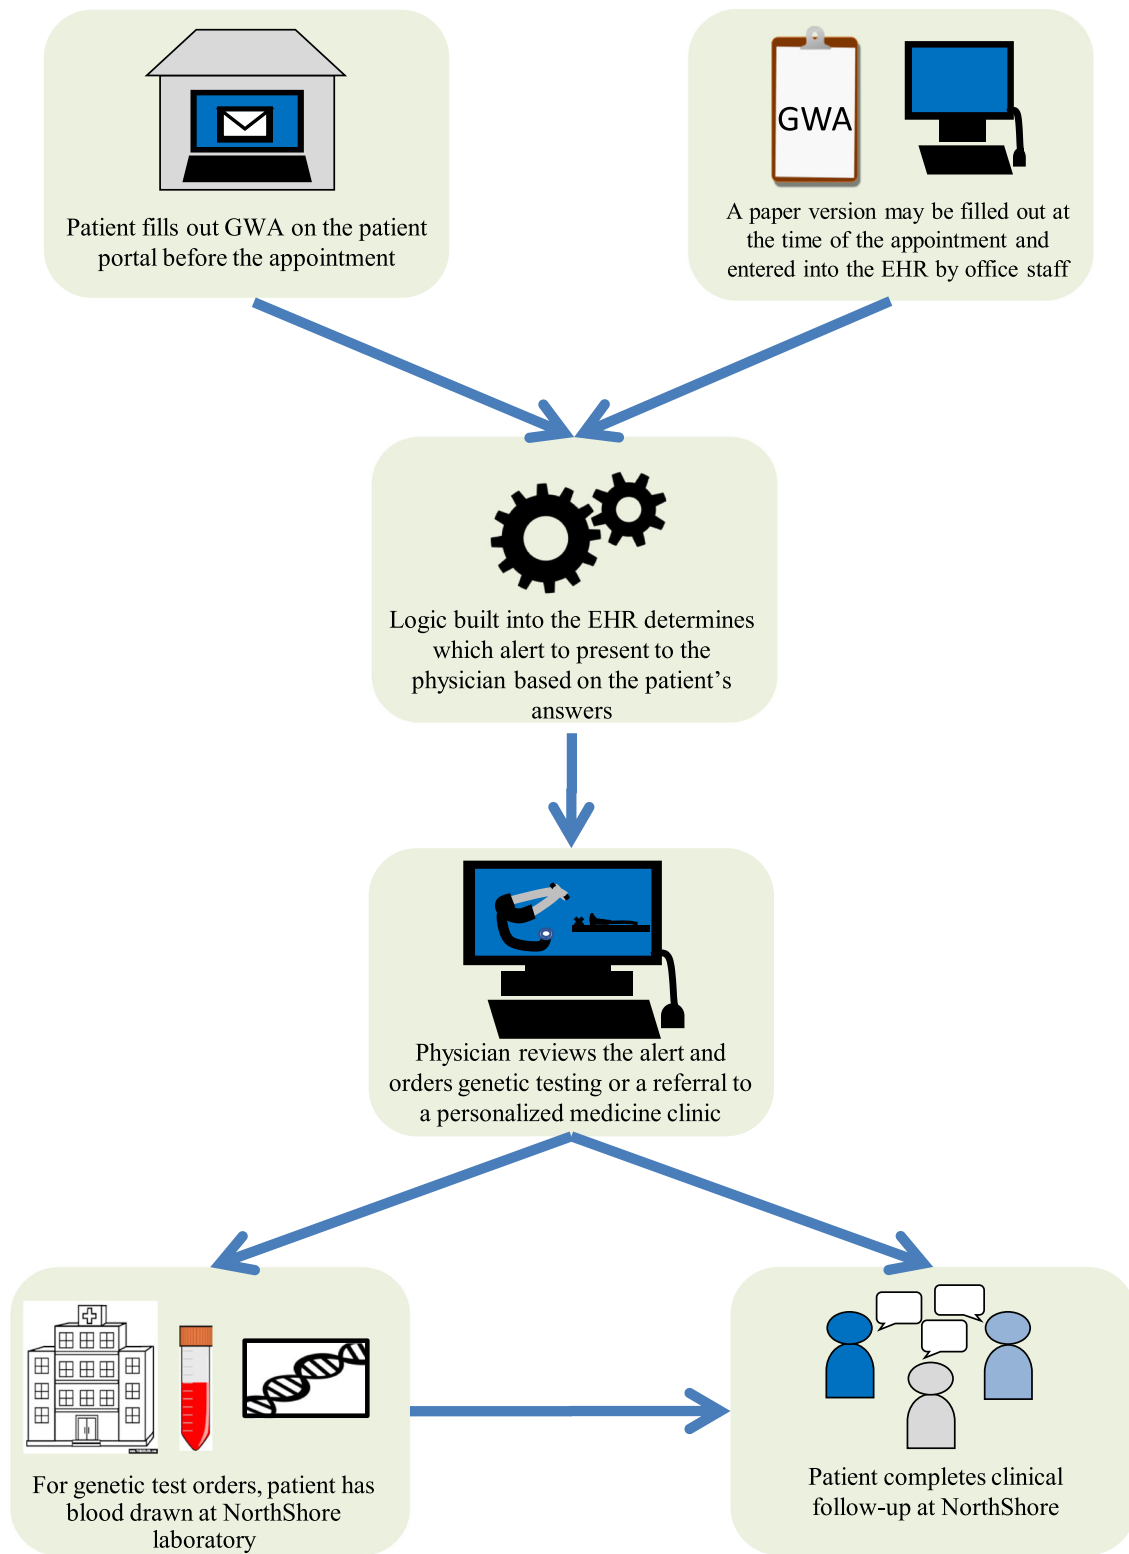 Patient fills out GWA on the patient
portal before the appointment
GWA
A paper version may be filled out at
the time of the appointment and
entered into the EHR by office staff
Logic built into the EHR determines
which alert to present to the
physician based on the patient’s
answers
Physician reviews the alert and
orders genetic testing or a referral to
a personalized medicine clinic
For genetic test orders, patient has
blood drawn at NorthShore
laboratory
Patient completes clinical
follow-up at NorthShore